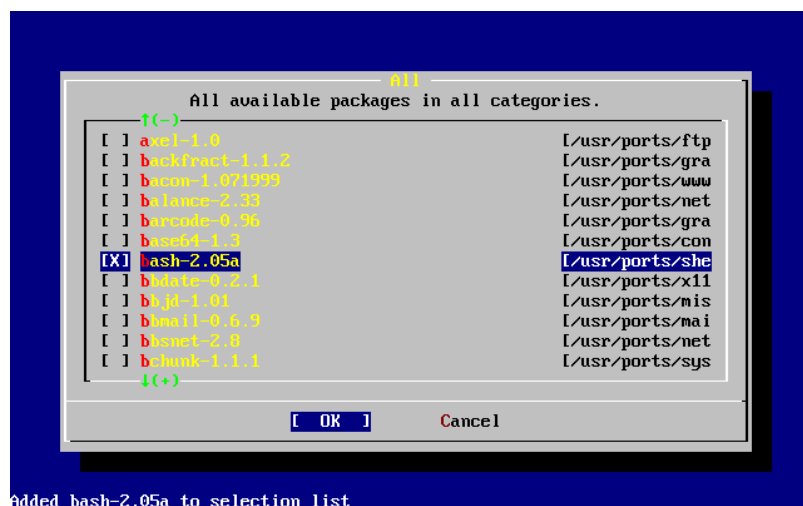 All
All available packages in all categories.
↑(-)
[ ] axel-1.0 [/usr/ports/ftp
[ ] backfract-1.1.2 [/usr/ports/gra
[ ] bacon-1.071999 [/usr/ports/www
[ ] balance-2.33 [/usr/ports/net
[ ] barcode-0.96 [/usr/ports/gra
[ ] base64-1.3 [/usr/ports/con
[X] bash-2.05a [/usr/ports/she
[ ] bbdate-0.2.1 [/usr/ports/x11
[ ] bbjd-1.01 [/usr/ports/mis
[ ] bbmail-0.6.9 [/usr/ports/mai
[ ] bbsnet-2.8 [/usr/ports/net
[ ] bchunk-1.1.1 [/usr/ports/sys
↓(+)
[ OK ] Cancel
Added bash-2.05a to selection list